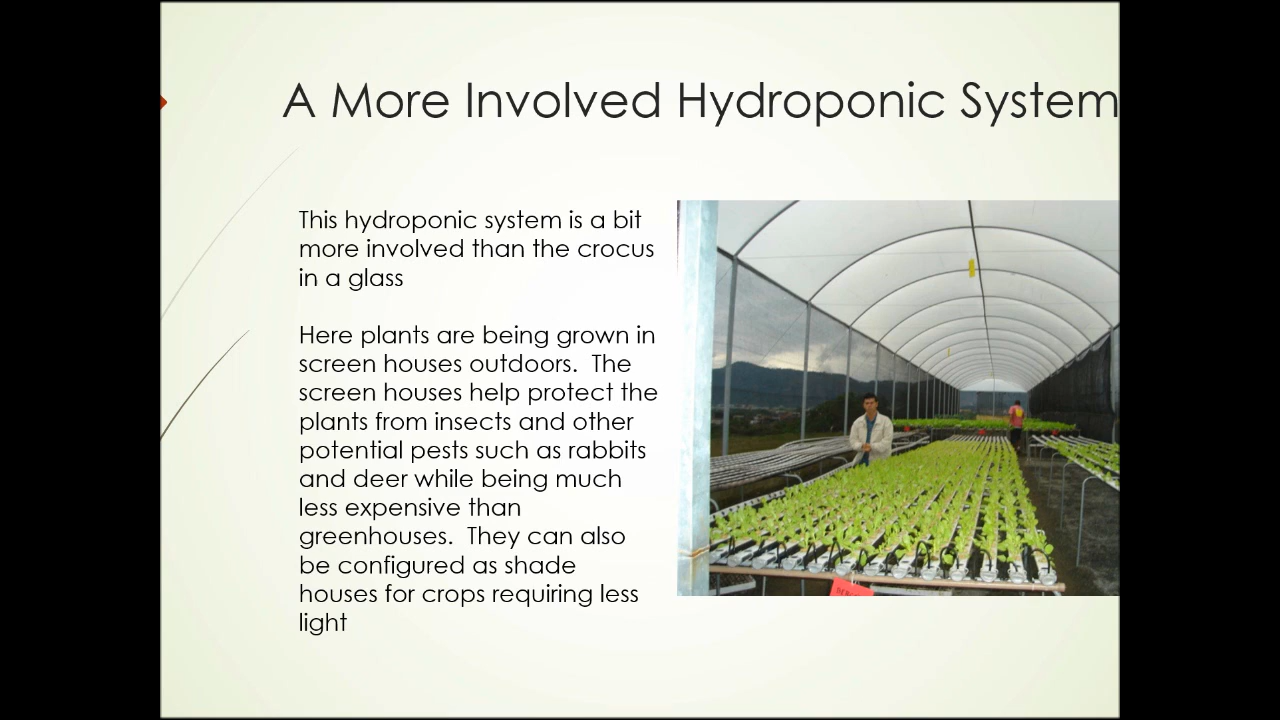 A More Involved Hydroponic System
This hydroponic system is a bit
more involved than the crocus
in a glass
Here plants are being grown in
screen houses outdoors.  The
screen houses help protect the
plants from insects and other
potential pests such as rabbits
and deer while being much
less expensive than
greenhouses.  They can also
be configured as shade
houses for crops requiring less
light